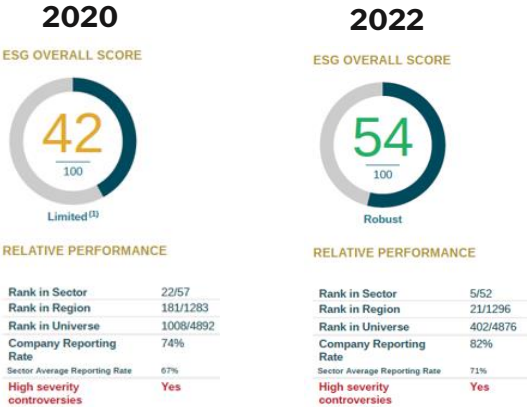 2020
ESG OVERALL SCORE
42
100
Limited (1)
RELATIVE PERFORMANCE
Rank in Sector 22/57
Rank in Region 181/1283
Rank in Universe 1008/4892
Company Reporting 74%
Rate
Sector Average Reporting Rate 67%
High severity Yes
controversies
2022
ESG OVERALL SCORE
54
100
Robust
RELATIVE PERFORMANCE
Rank in Sector 5/52
Rank in Region 21/1296
Rank in Universe 402/4876
Company Reporting 82%
Rate
Sector Average Reporting Rate 71%
High severity Yes
controversies